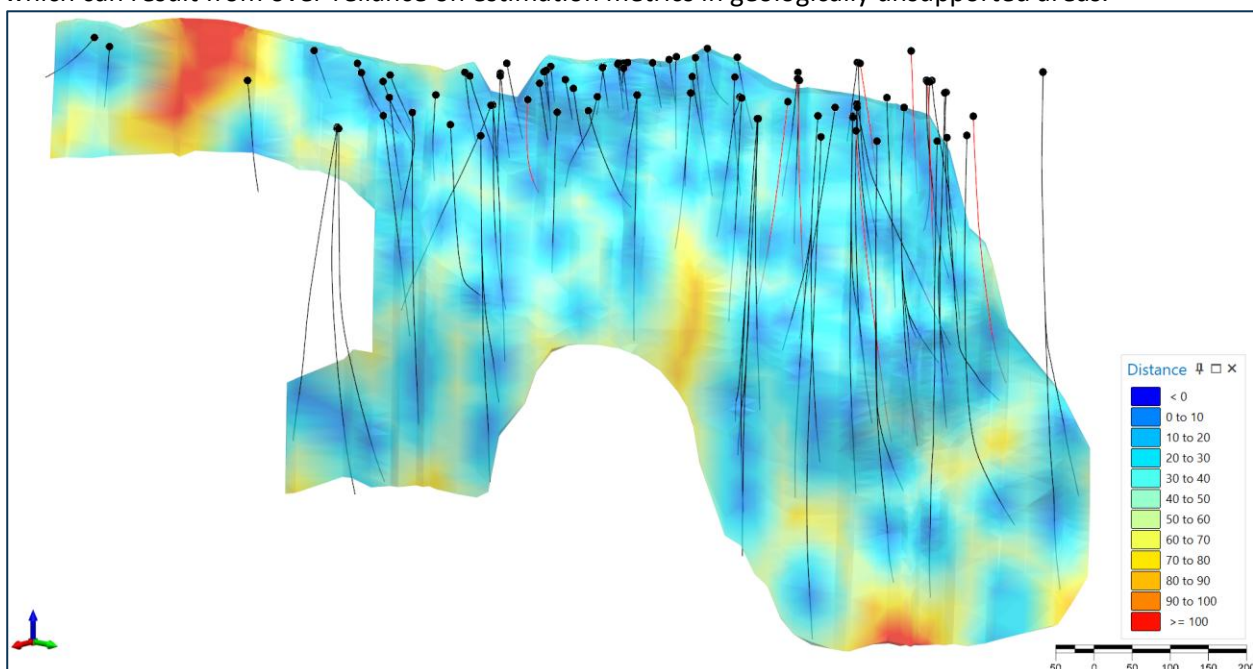 which can result from over-reliance on estimation metrics in geologically unsupported areas.
Distance
< 0
0 to 10
10 to 20
20 to 30
30 to 40
40 to 50
50 to 60
60 to 70
70 to 80
80 to 90
90 to 100
>= 100
50 0 50 100 150 200